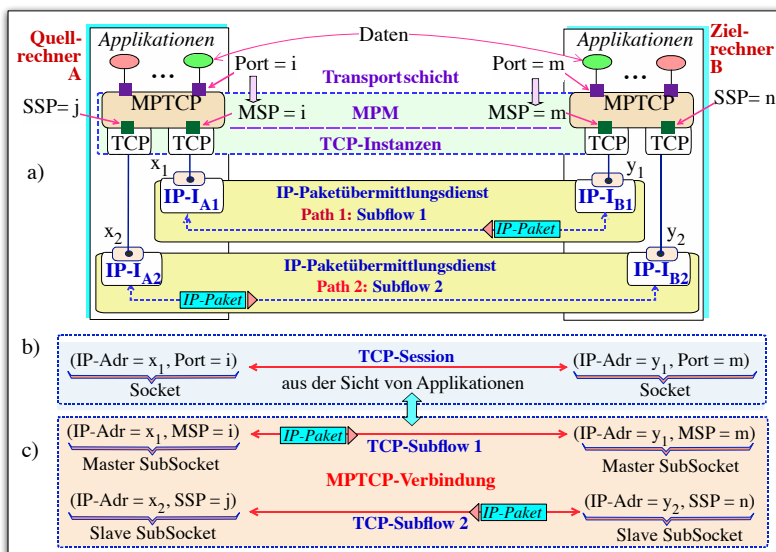 Quell-
rechner
A
Applikationen
Daten
Applikationen
Ziel-
rechner
B
...
Port = i
Port = m
...
Transportschicht
SSP= j
MPTCP
MSP = i
MPM
MSP = m
MPTCP
SSP= n
TCP
TCP
TCP-Instanzen
TCP
TCP
a)
x1
y1
IP-IA1
IP-Paketübermittlungsdienst
IP-IB1
Path 1: Subflow 1
IP-Paket
x2
y2
IP-IA2
IP-Paketübermittlungsdienst
IP-IB2
Path 2: Subflow 2
IP-Paket
b)
(IP-Adr = x1, Port = i)
TCP-Session
(IP-Adr = y1, Port = m)
Socket
aus der Sicht von Applikationen
Socket
c)
(IP-Adr = x1, MSP = i)
IP-Paket
TCP-Subflow 1
(IP-Adr = y1, MSP = m)
Master SubSocket
Master SubSocket
MPTCP-Verbindung
(IP-Adr = x2, SSP = j)
TCP-Subflow 2
IP-Paket
(IP-Adr = y2, SSP = n)
Slave SubSocket
Slave SubSocket